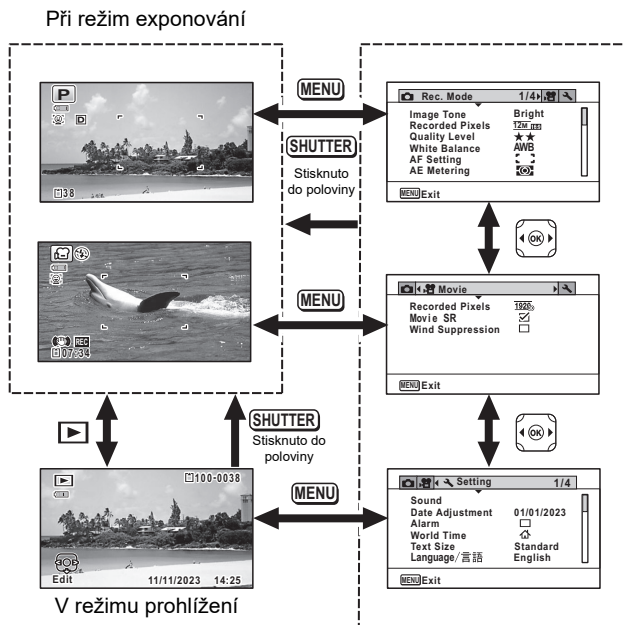 Při režim exponování
P
D
38
MENU
SHUTTER
Stisknuto
do poloviny
Rec. Mode 1/4
Image Tone Bright
Recorded Pixels 12M
Quality Level ★★
White Balance AWB
AF Setting
AE Metering
MENU Exit
OK
REC
07:34
MENU
Movie
Recorded Pixels 1920
Movie SR
Wind Suppression
MENU Exit
OK
SHUTTER
Stisknuto do
poloviny
100-0038
Edit 11/11/2023 14:25
MENU
Setting 1/4
Sound
Date Adjustment 01/01/2023
Alarm
World Time
Text Size Standard
Language/言語 English
MENU Exit
V režimu prohlížení